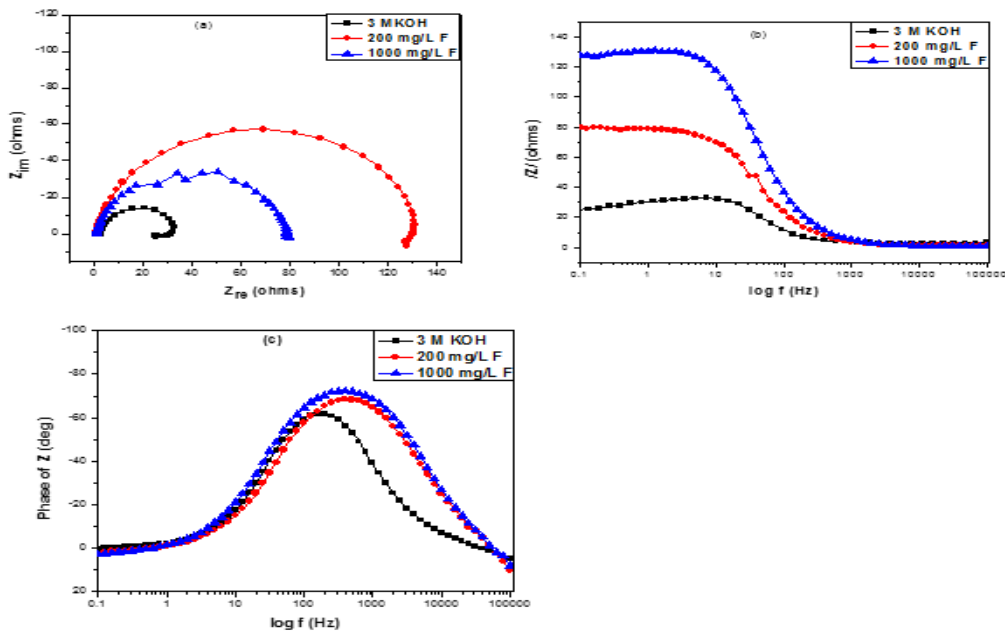 (a)
3 MKOH
200 mg/L F
1000 mg/L F
-120
-100
-80
-60
-40
-20
0
0 20 40 60 80 100 120 140
Zim (ohms)
Zre (ohms)
(b)
3 MKOH
200 mg/L F
1000 mg/L F
140
120
100
80
60
40
20
0
0.1 1 10 100 1000 10000 100000
/Z/ (ohms)
log f (Hz)
(c)
3 M KOH
200 mg/L F
1000 mg/L F
-100
-80
-60
-40
-20
0
20
0.1 1 10 100 1000 10000 100000
Phase of Z (deg)
log f (Hz)